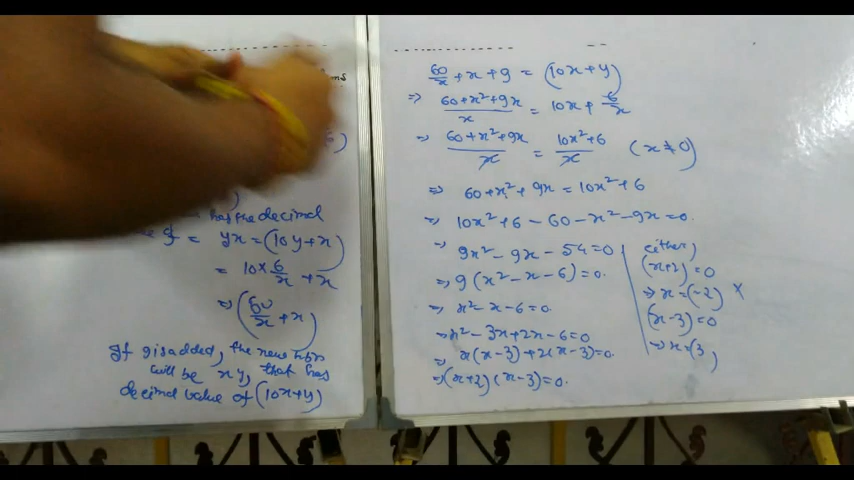 has the decimal
= yx = (10y+x)
= 10× 6/x + x
⇒ (60/x + x)
If 9 is added, the new nbr
will be xy, that has
decimal value of (10x+y)
60/x + x + 9 = (10x+y)
⇒ (60+x²+9x)/x = 10x + 6/x
⇒ (60+x²+9x)/x = (10x²+6)/x (x≠0)
⇒ 60+x²+9x = 10x²+6
⇒ 10x²+6-60-x²-9x=0.
⇒ 9x²-9x-54=0
⇒ 9(x²-x-6)=0.
⇒ x²-x-6=0.
⇒ x²-3x+2x-6=0
⇒ x(x-3)+2(x-3)=0.
⇒ (x+2)(x-3)=0.
either,
(x+2)=0
⇒ x=(-2) ×
(x-3)=0
⇒ x=(3)